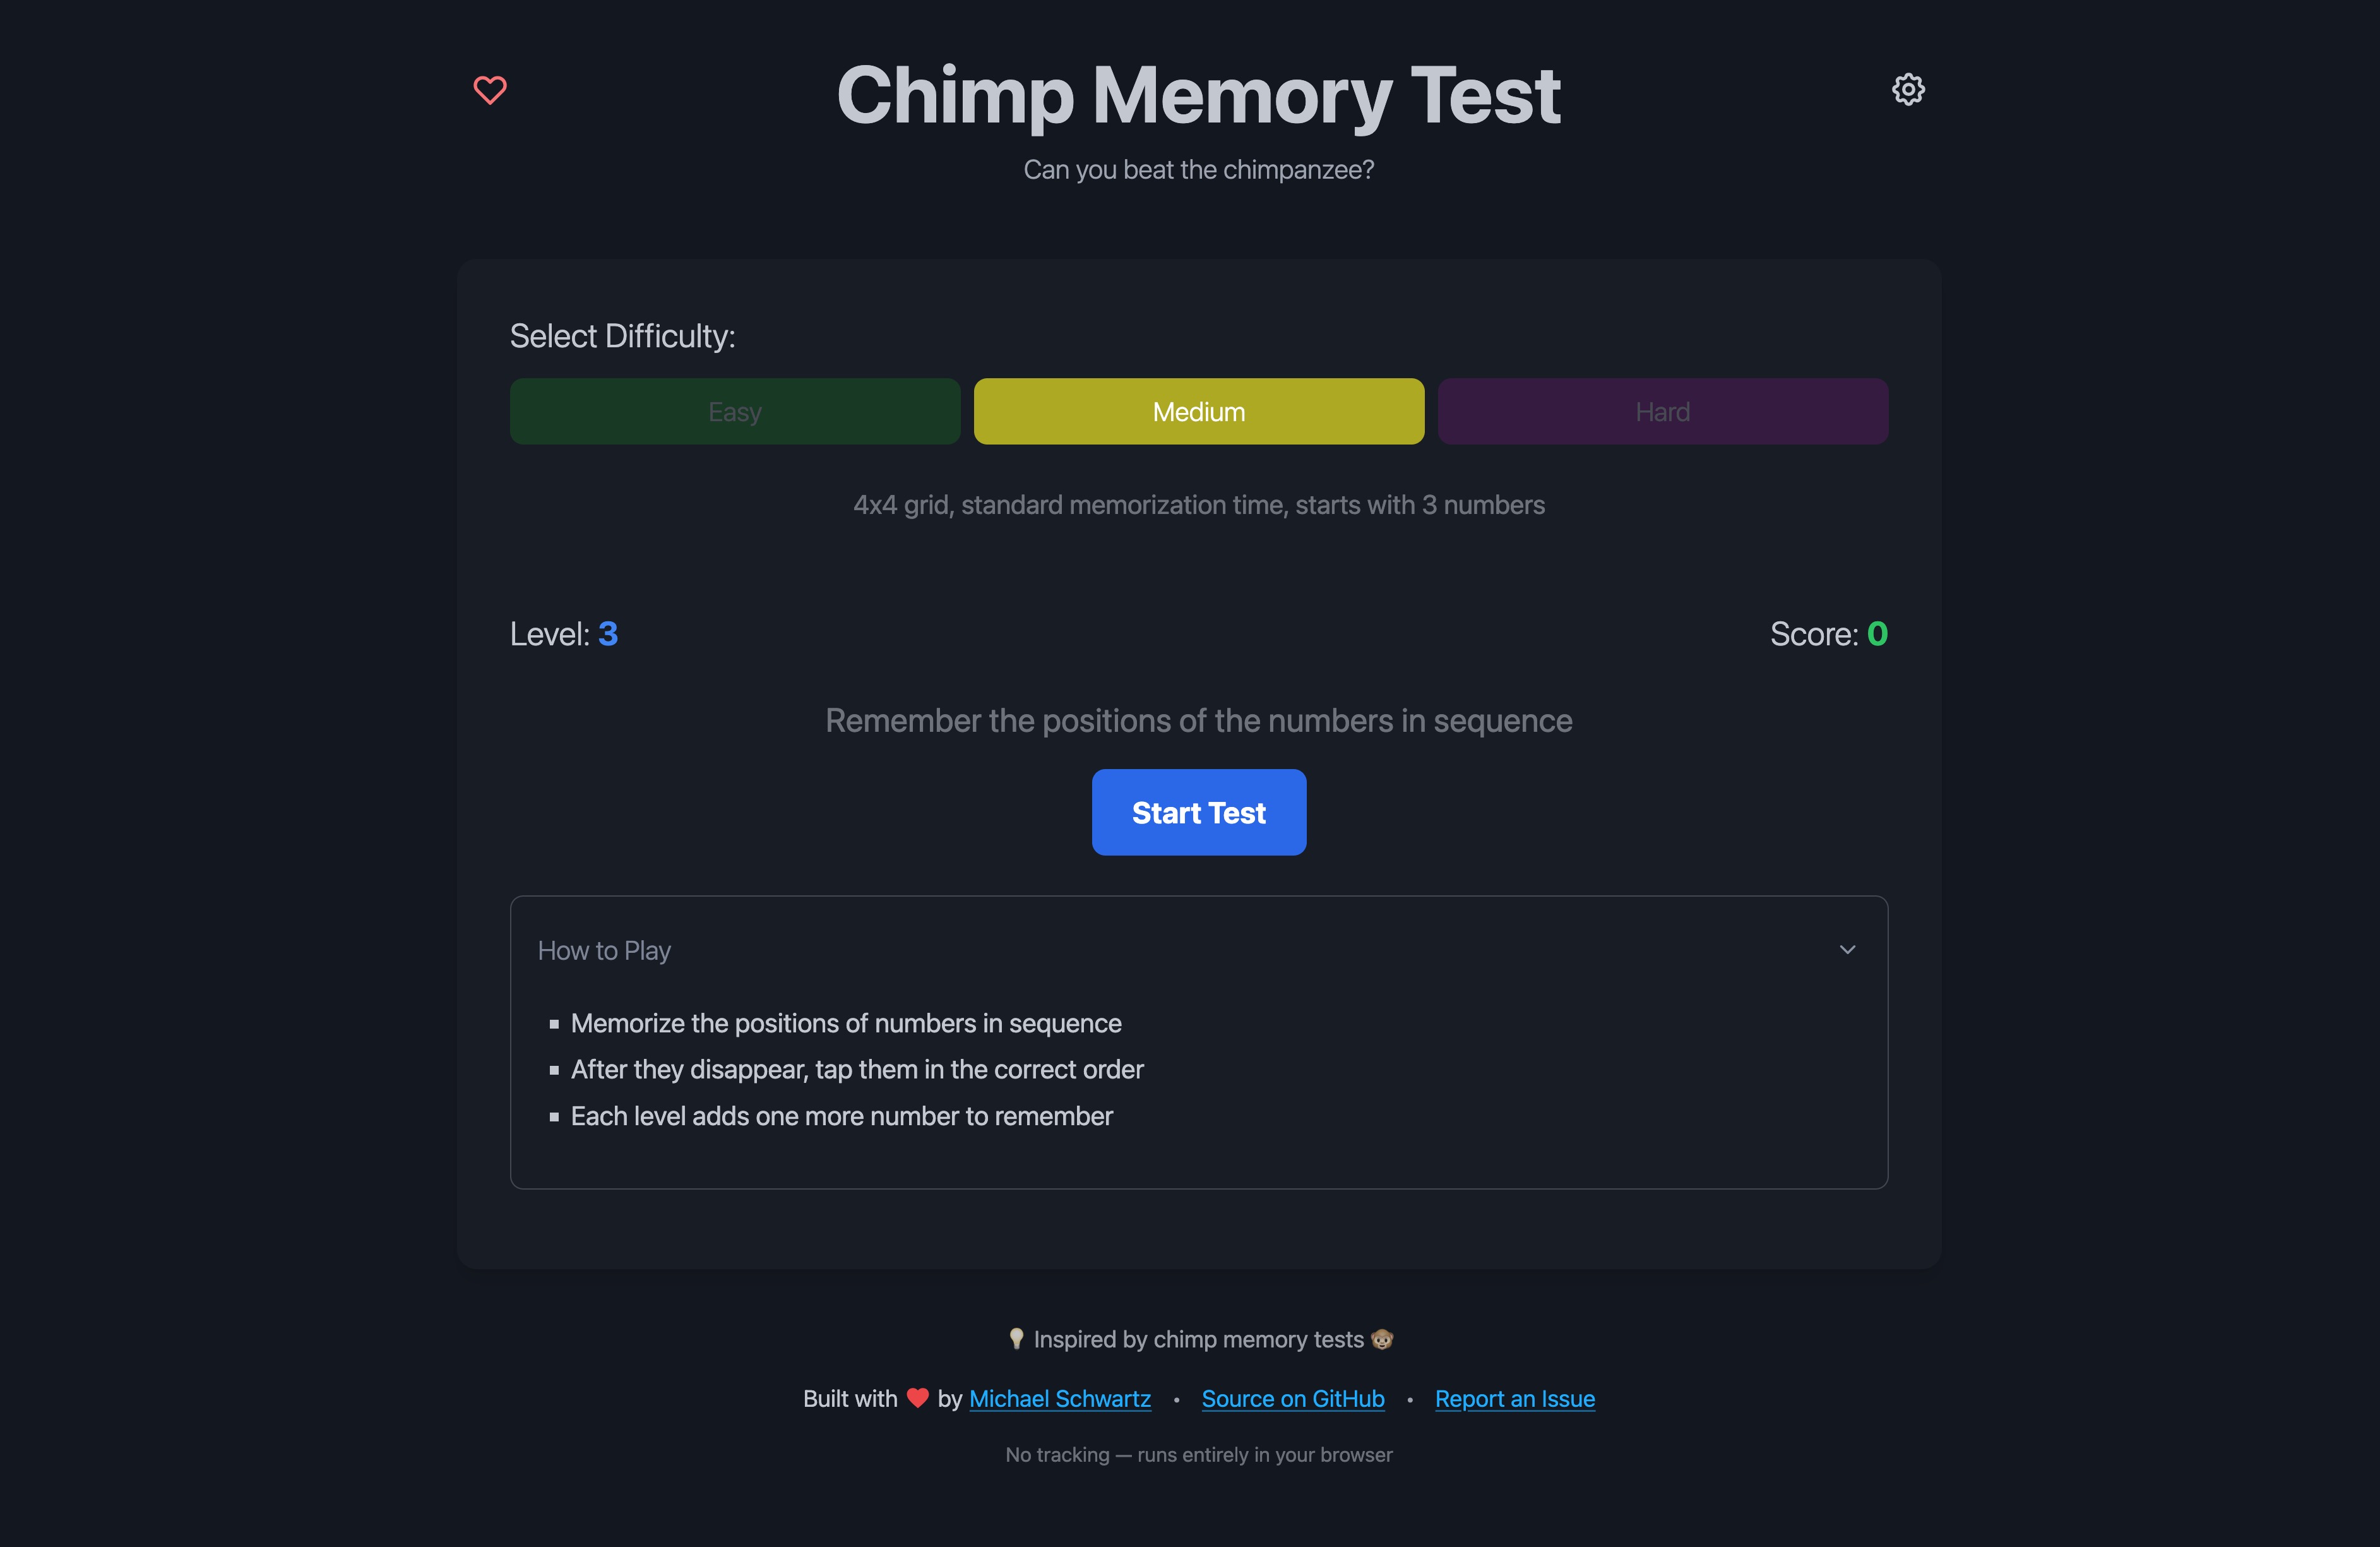 Chimp Memory Test
Can you beat the chimpanzee?
Select Difficulty:
Easy
Medium
Hard
4x4 grid, standard memorization time, starts with 3 numbers
Level: 3
Score: 0
Remember the positions of the numbers in sequence
Start Test
How to Play
Memorize the positions of numbers in sequence
After they disappear, tap them in the correct order
Each level adds one more number to remember
💡 Inspired by chimp memory tests 🐵
Built with ❤️ by Michael Schwartz • Source on GitHub • Report an Issue
No tracking — runs entirely in your browser